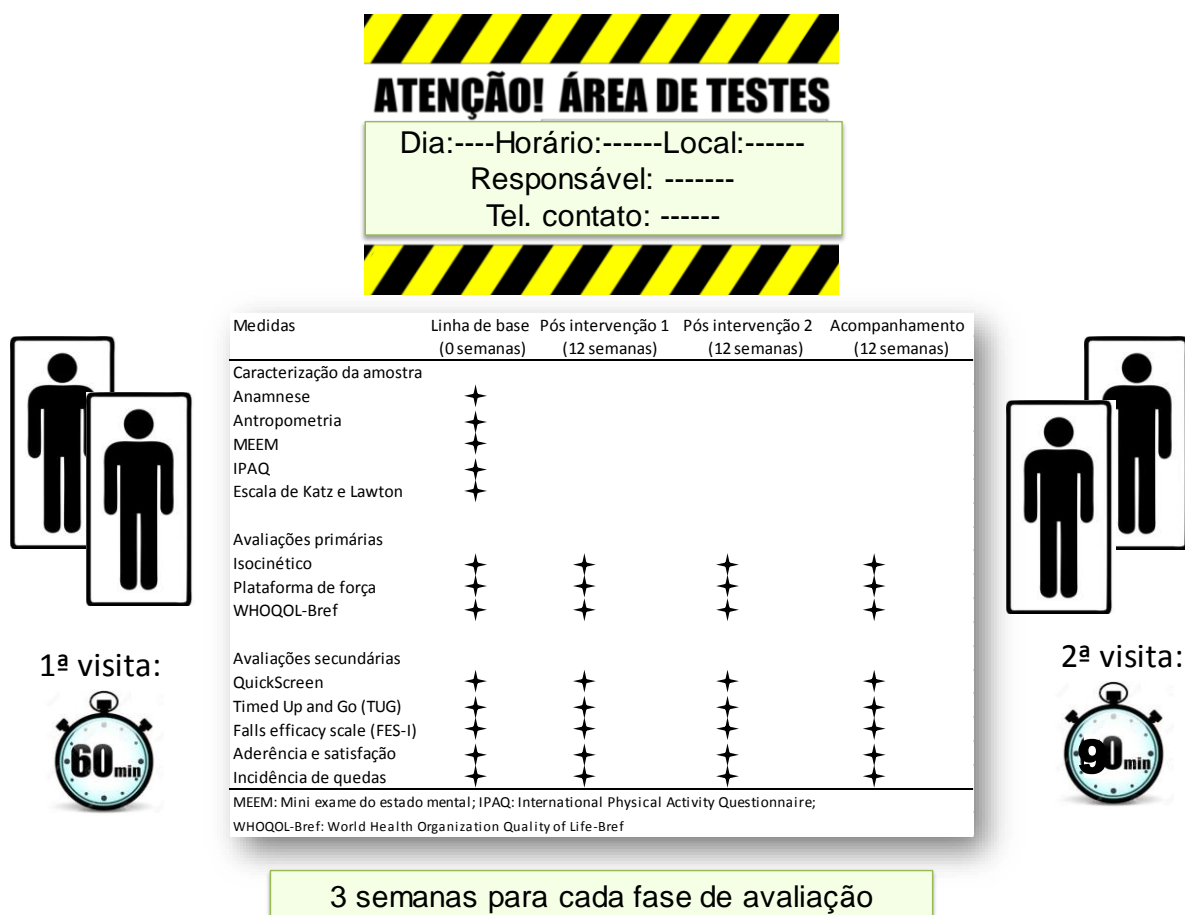 ATENÇÃO! ÁREA DE TESTES
Dia:----Horário:------Local:------
Responsável: -------
Tel. contato: ------
Medidas Linha de base Pós intervenção 1 Pós intervenção 2 Acompanhamento
(0 semanas) (12 semanas) (12 semanas) (12 semanas)
Caracterização da amostra
Anamnese
Antropometria
MEEM
IPAQ
Escala de Katz e Lawton
Avaliações primárias
Isocinético
Plataforma de força
WHOQOL-Bref
Avaliações secundárias
QuickScreen
Timed Up and Go (TUG)
Falls efficacy scale (FES-I)
Aderência e satisfação
Incidência de quedas
MEEM: Mini exame do estado mental; IPAQ: International Physical Activity Questionnaire;
WHOQOL-Bref: World Health Organization Quality of Life-Bref
1ª visita:
60min
2ª visita:
90min
3 semanas para cada fase de avaliação